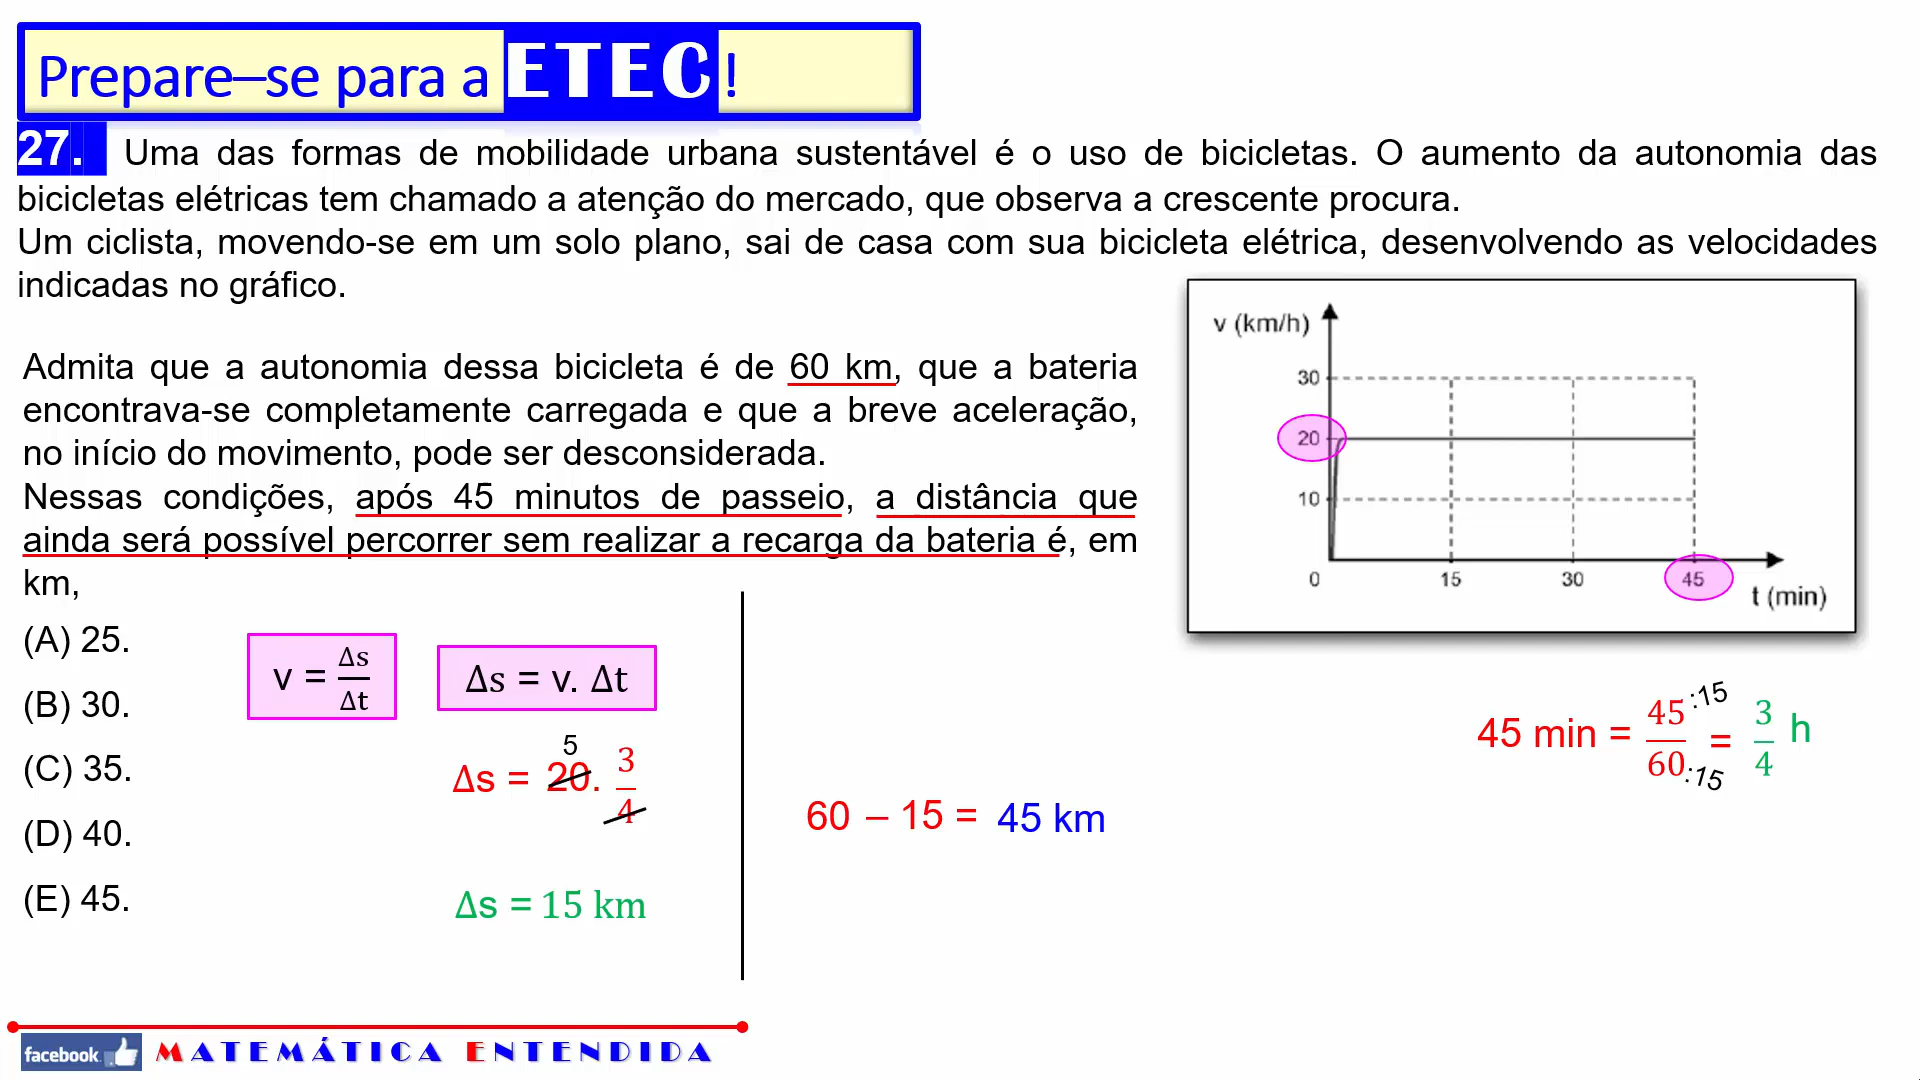 Prepare–se para a ETEC!
27. Uma das formas de mobilidade urbana sustentável é o uso de bicicletas. O aumento da autonomia das
bicicletas elétricas tem chamado a atenção do mercado, que observa a crescente procura.
Um ciclista, movendo-se em um solo plano, sai de casa com sua bicicleta elétrica, desenvolvendo as velocidades
indicadas no gráfico.
Admita que a autonomia dessa bicicleta é de 60 km, que a bateria
encontrava-se completamente carregada e que a breve aceleração,
no início do movimento, pode ser desconsiderada.
Nessas condições, após 45 minutos de passeio, a distância que
ainda será possível percorrer sem realizar a recarga da bateria é, em
km,
(A) 25.
(B) 30.
(C) 35.
(D) 40.
(E) 45.
v (km/h)
30
20
10
0 15 30 45
t (min)
v = Δs/Δt
Δs = v. Δt
5
Δs = 20. 3/4
Δs = 15 km
60 – 15 = 45 km
45 min = 45/60 :15 :15 = 3/4 h
facebook MATEMÁTICA ENTENDIDA